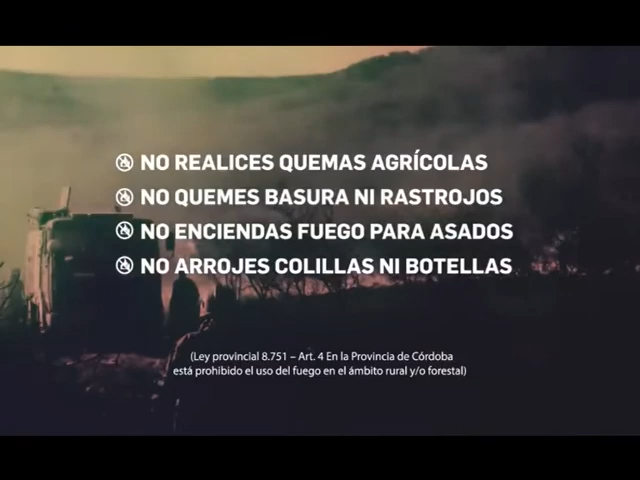 NO REALICES QUEMAS AGRÍCOLAS
NO QUEMES BASURA NI RASTROJOS
NO ENCIENDAS FUEGO PARA ASADOS
NO ARROJES COLILLAS NI BOTELLAS
(Ley provincial 8.751 – Art. 4 En la Provincia de Córdoba
está prohibido el uso del fuego en el ámbito rural y/o forestal)